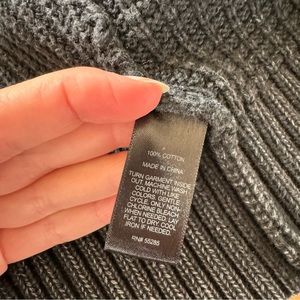 100% COTTON
MADE IN CHINA
TURN GARMENT INSIDE
OUT. MACHINE WASH
COLD WITH LIKE
COLORS, GENTLE
CYCLE. ONLY NON-
CHLORINE BLEACH
WHEN NEEDED. LAY
FLAT TO DRY. COOL
IRON IF NEEDED.
RN# 55285